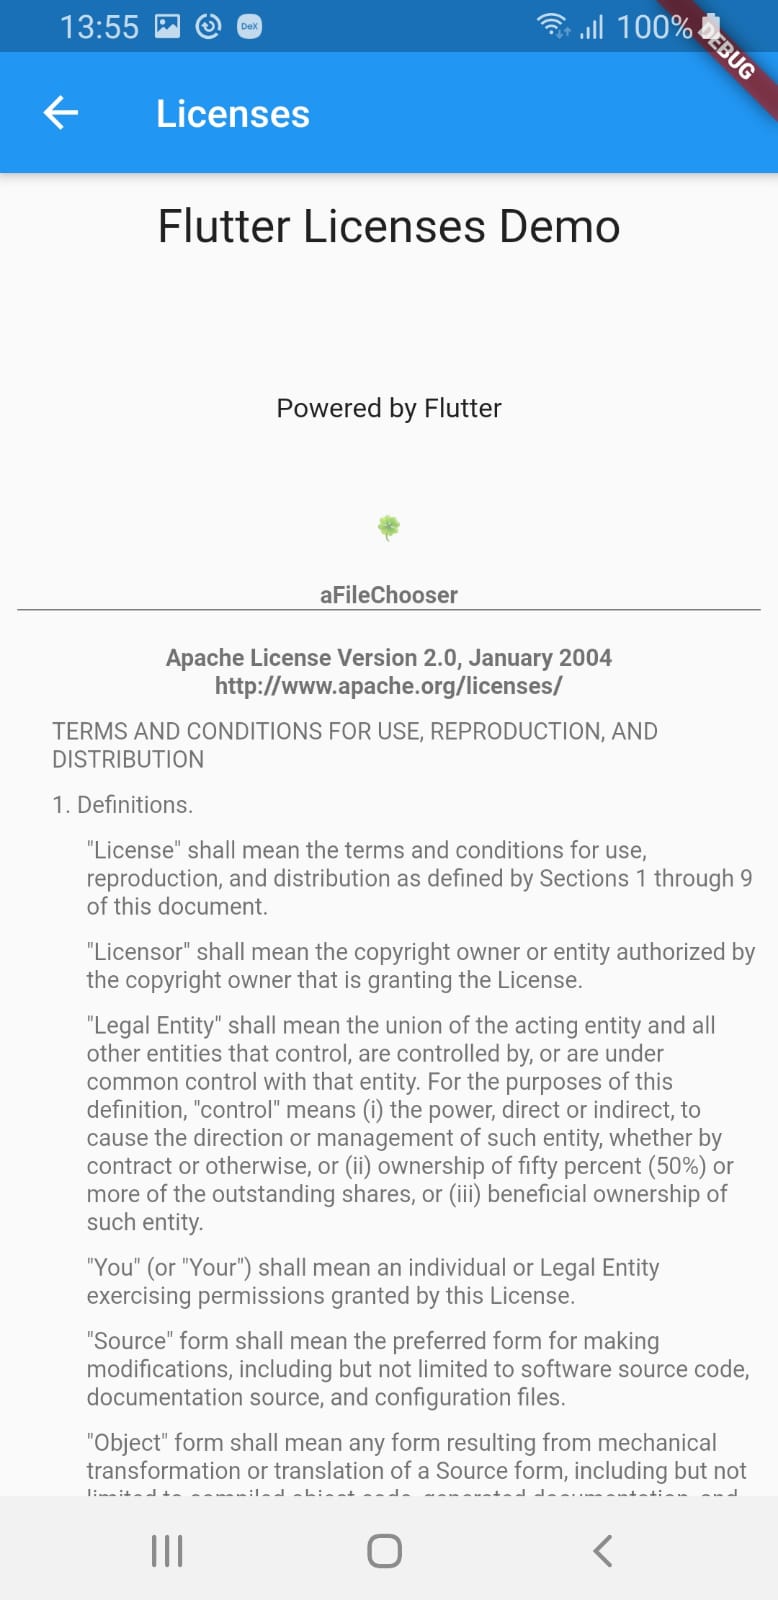 13:55
DeX
100%
DEBUG
Licenses
Flutter Licenses Demo
Powered by Flutter
aFileChooser
Apache License Version 2.0, January 2004
http://www.apache.org/licenses/
TERMS AND CONDITIONS FOR USE, REPRODUCTION, AND
DISTRIBUTION
1. Definitions.
"License" shall mean the terms and conditions for use,
reproduction, and distribution as defined by Sections 1 through 9
of this document.
"Licensor" shall mean the copyright owner or entity authorized by
the copyright owner that is granting the License.
"Legal Entity" shall mean the union of the acting entity and all
other entities that control, are controlled by, or are under
common control with that entity. For the purposes of this
definition, "control" means (i) the power, direct or indirect, to
cause the direction or management of such entity, whether by
contract or otherwise, or (ii) ownership of fifty percent (50%) or
more of the outstanding shares, or (iii) beneficial ownership of
such entity.
"You" (or "Your") shall mean an individual or Legal Entity
exercising permissions granted by this License.
"Source" form shall mean the preferred form for making
modifications, including but not limited to software source code,
documentation source, and configuration files.
"Object" form shall mean any form resulting from mechanical
transformation or translation of a Source form, including but not